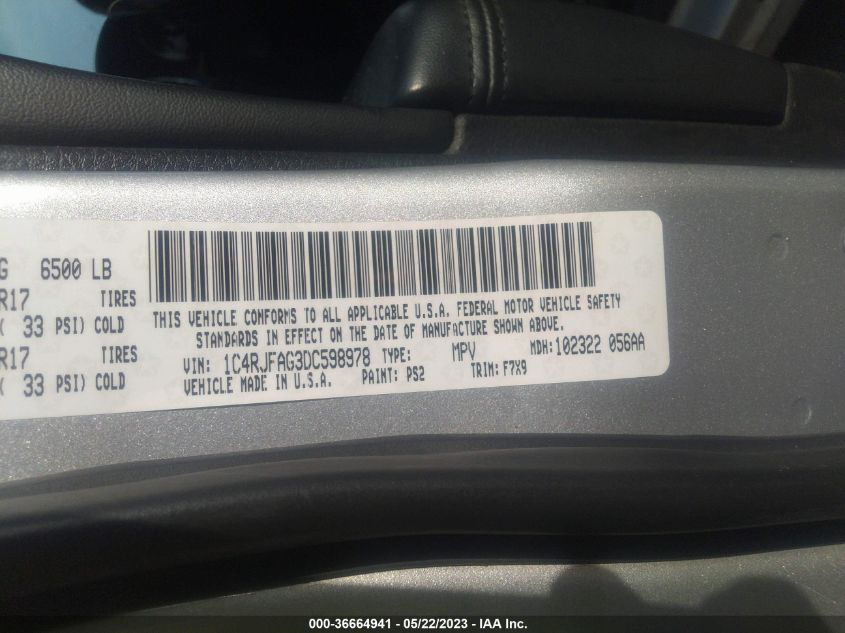 G 6500 LB
R17 TIRES
( 33 PSI) COLD
R17 TIRES
( 33 PSI) COLD
THIS VEHICLE CONFORMS TO ALL APPLICABLE U.S.A. FEDERAL MOTOR VEHICLE SAFETY
STANDARDS IN EFFECT ON THE DATE OF MANUFACTURE SHOWN ABOVE.
VIN: 1C4RJFAG3DC598978 TYPE: MPV MDH:102322 056AA
VEHICLE MADE IN U.S.A. PAINT: PS2 TRIM: F7X9
000-36664941 - 05/22/2023 - IAA Inc.